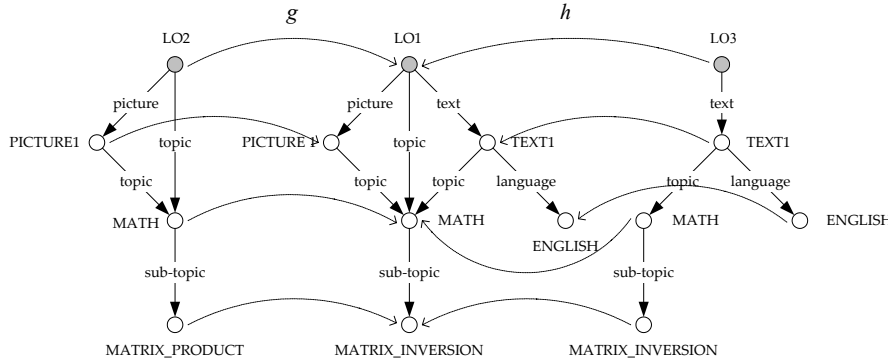 g h
LO2 LO1 LO3
picture picture text text
PICTURE1 topic PICTURE 1 topic TEXT1 TEXT1
topic topic topic language topic language
MATH MATH MATH ENGLISH
ENGLISH
sub-topic sub-topic sub-topic
MATRIX_PRODUCT MATRIX_INVERSION MATRIX_INVERSION